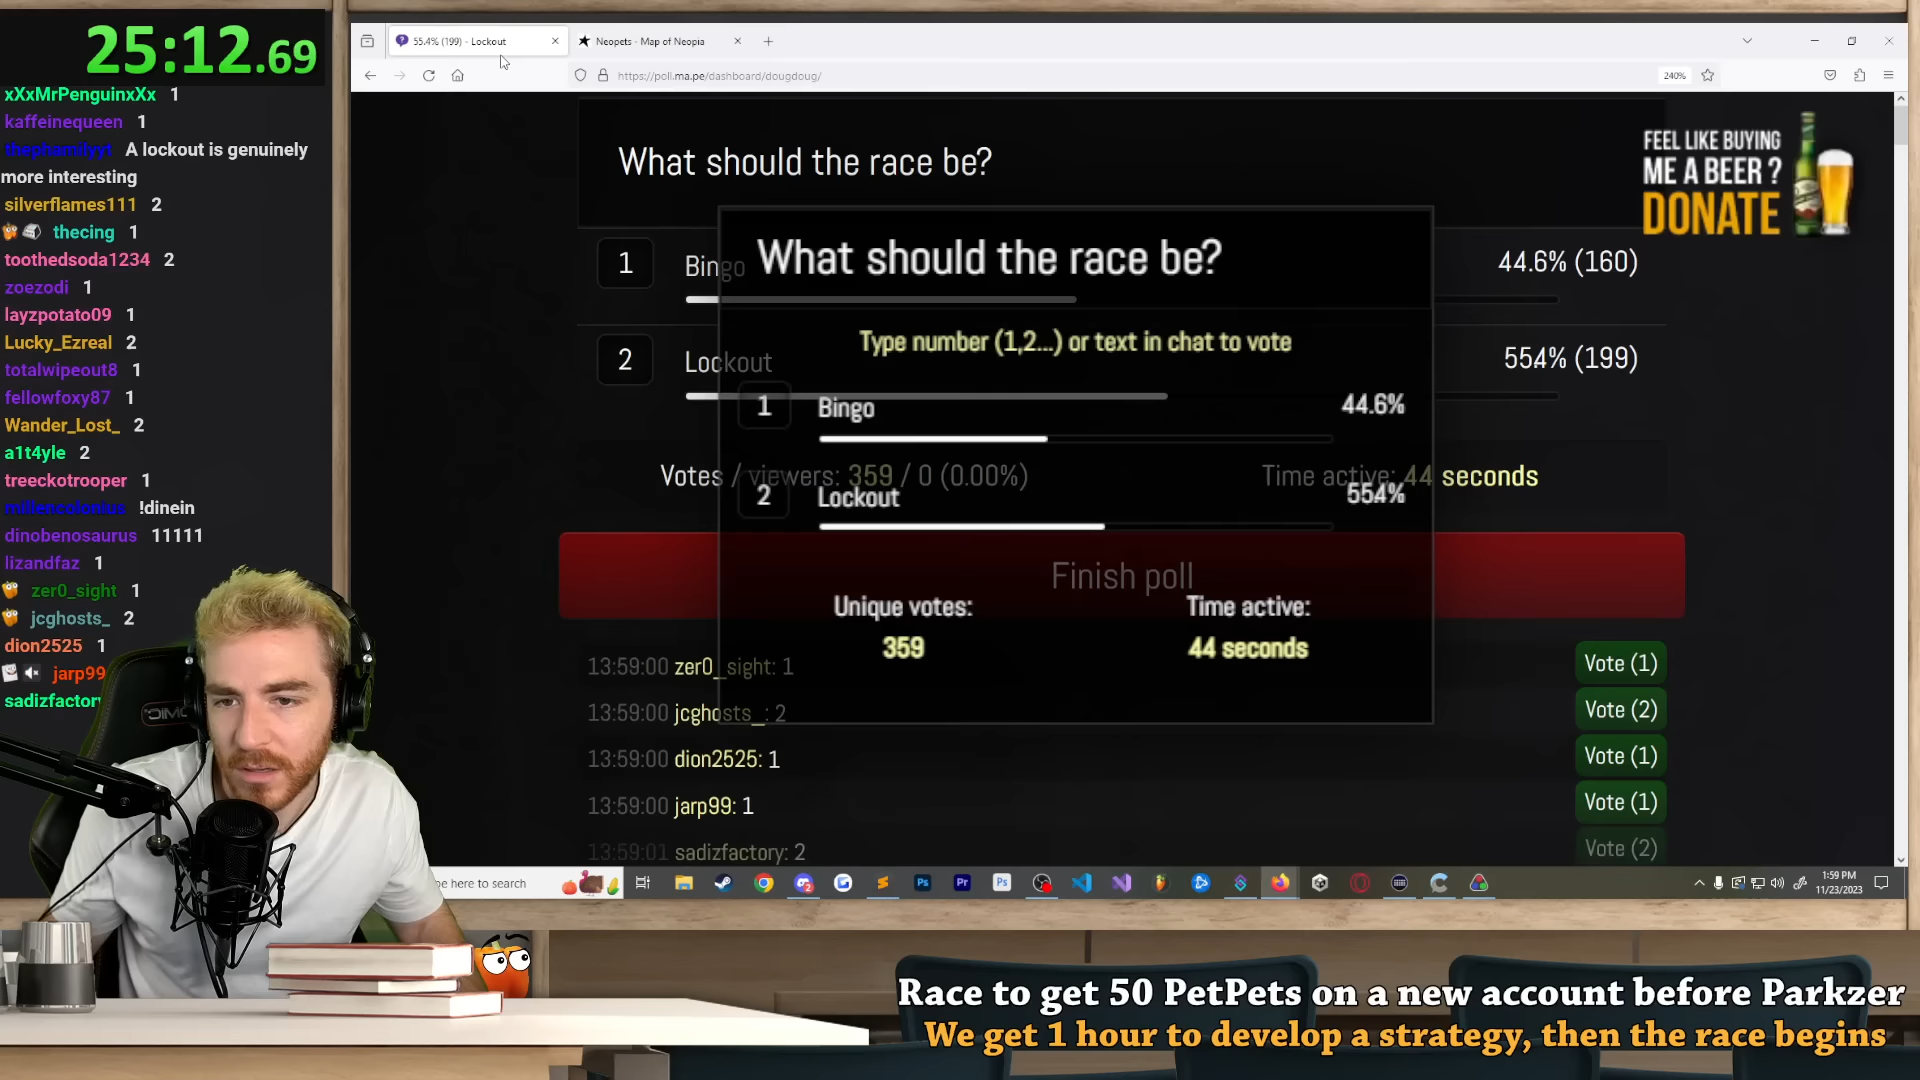 25:12.69
xXxMrPenguinxXx 1
kaffeinequeen 1
thephamilyyt A lockout is genuinely
more interesting
silverflames111 2
thecing 1
toothedsoda1234 2
zoezodi 1
layzpotato09 1
Lucky_Ezreal 2
totalwipeout8 1
fellowfoxy87 1
Wander_Lost_ 2
a1t4yle 2
treeckotrooper 1
millencolonius !dinein
dinobenosaurus 11111
lizandfaz 1
zer0_sight 1
jcghosts_ 2
dion2525 1
jarp99
sadizfactory
55.4% (199) - Lockout
Neopets - Map of Neopia
https://poll.ma.pe/dashboard/dougdoug/
240%
What should the race be?
1 Bingo 44.6% (160)
2 Lockout 55.4% (199)
Votes / viewers: 359 / 0 (0.00%)
Time active: 44 seconds
Finish poll
What should the race be?
Type number (1,2...) or text in chat to vote
1 Bingo 44.6%
2 Lockout 55.4%
Unique votes: Time active:
359 44 seconds
13:59:00 zer0_sight: 1 Vote (1)
13:59:00 jcghosts_: 2 Vote (2)
13:59:00 dion2525: 1 Vote (1)
13:59:00 jarp99: 1 Vote (1)
13:59:01 sadizfactory: 2 Vote (2)
FEEL LIKE BUYING
ME A BEER ?
DONATE
pe here to search
Ps
Pr
Ps
1:59 PM
11/23/2023
Race to get 50 PetPets on a new account before Parkzer
We get 1 hour to develop a strategy, then the race begins